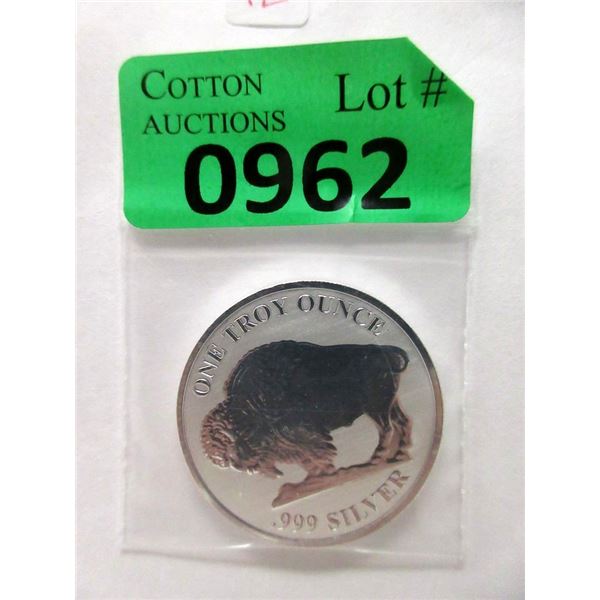 COTTON
AUCTIONS
Lot #
0962
ONE TROY OUNCE
.999 SILVER